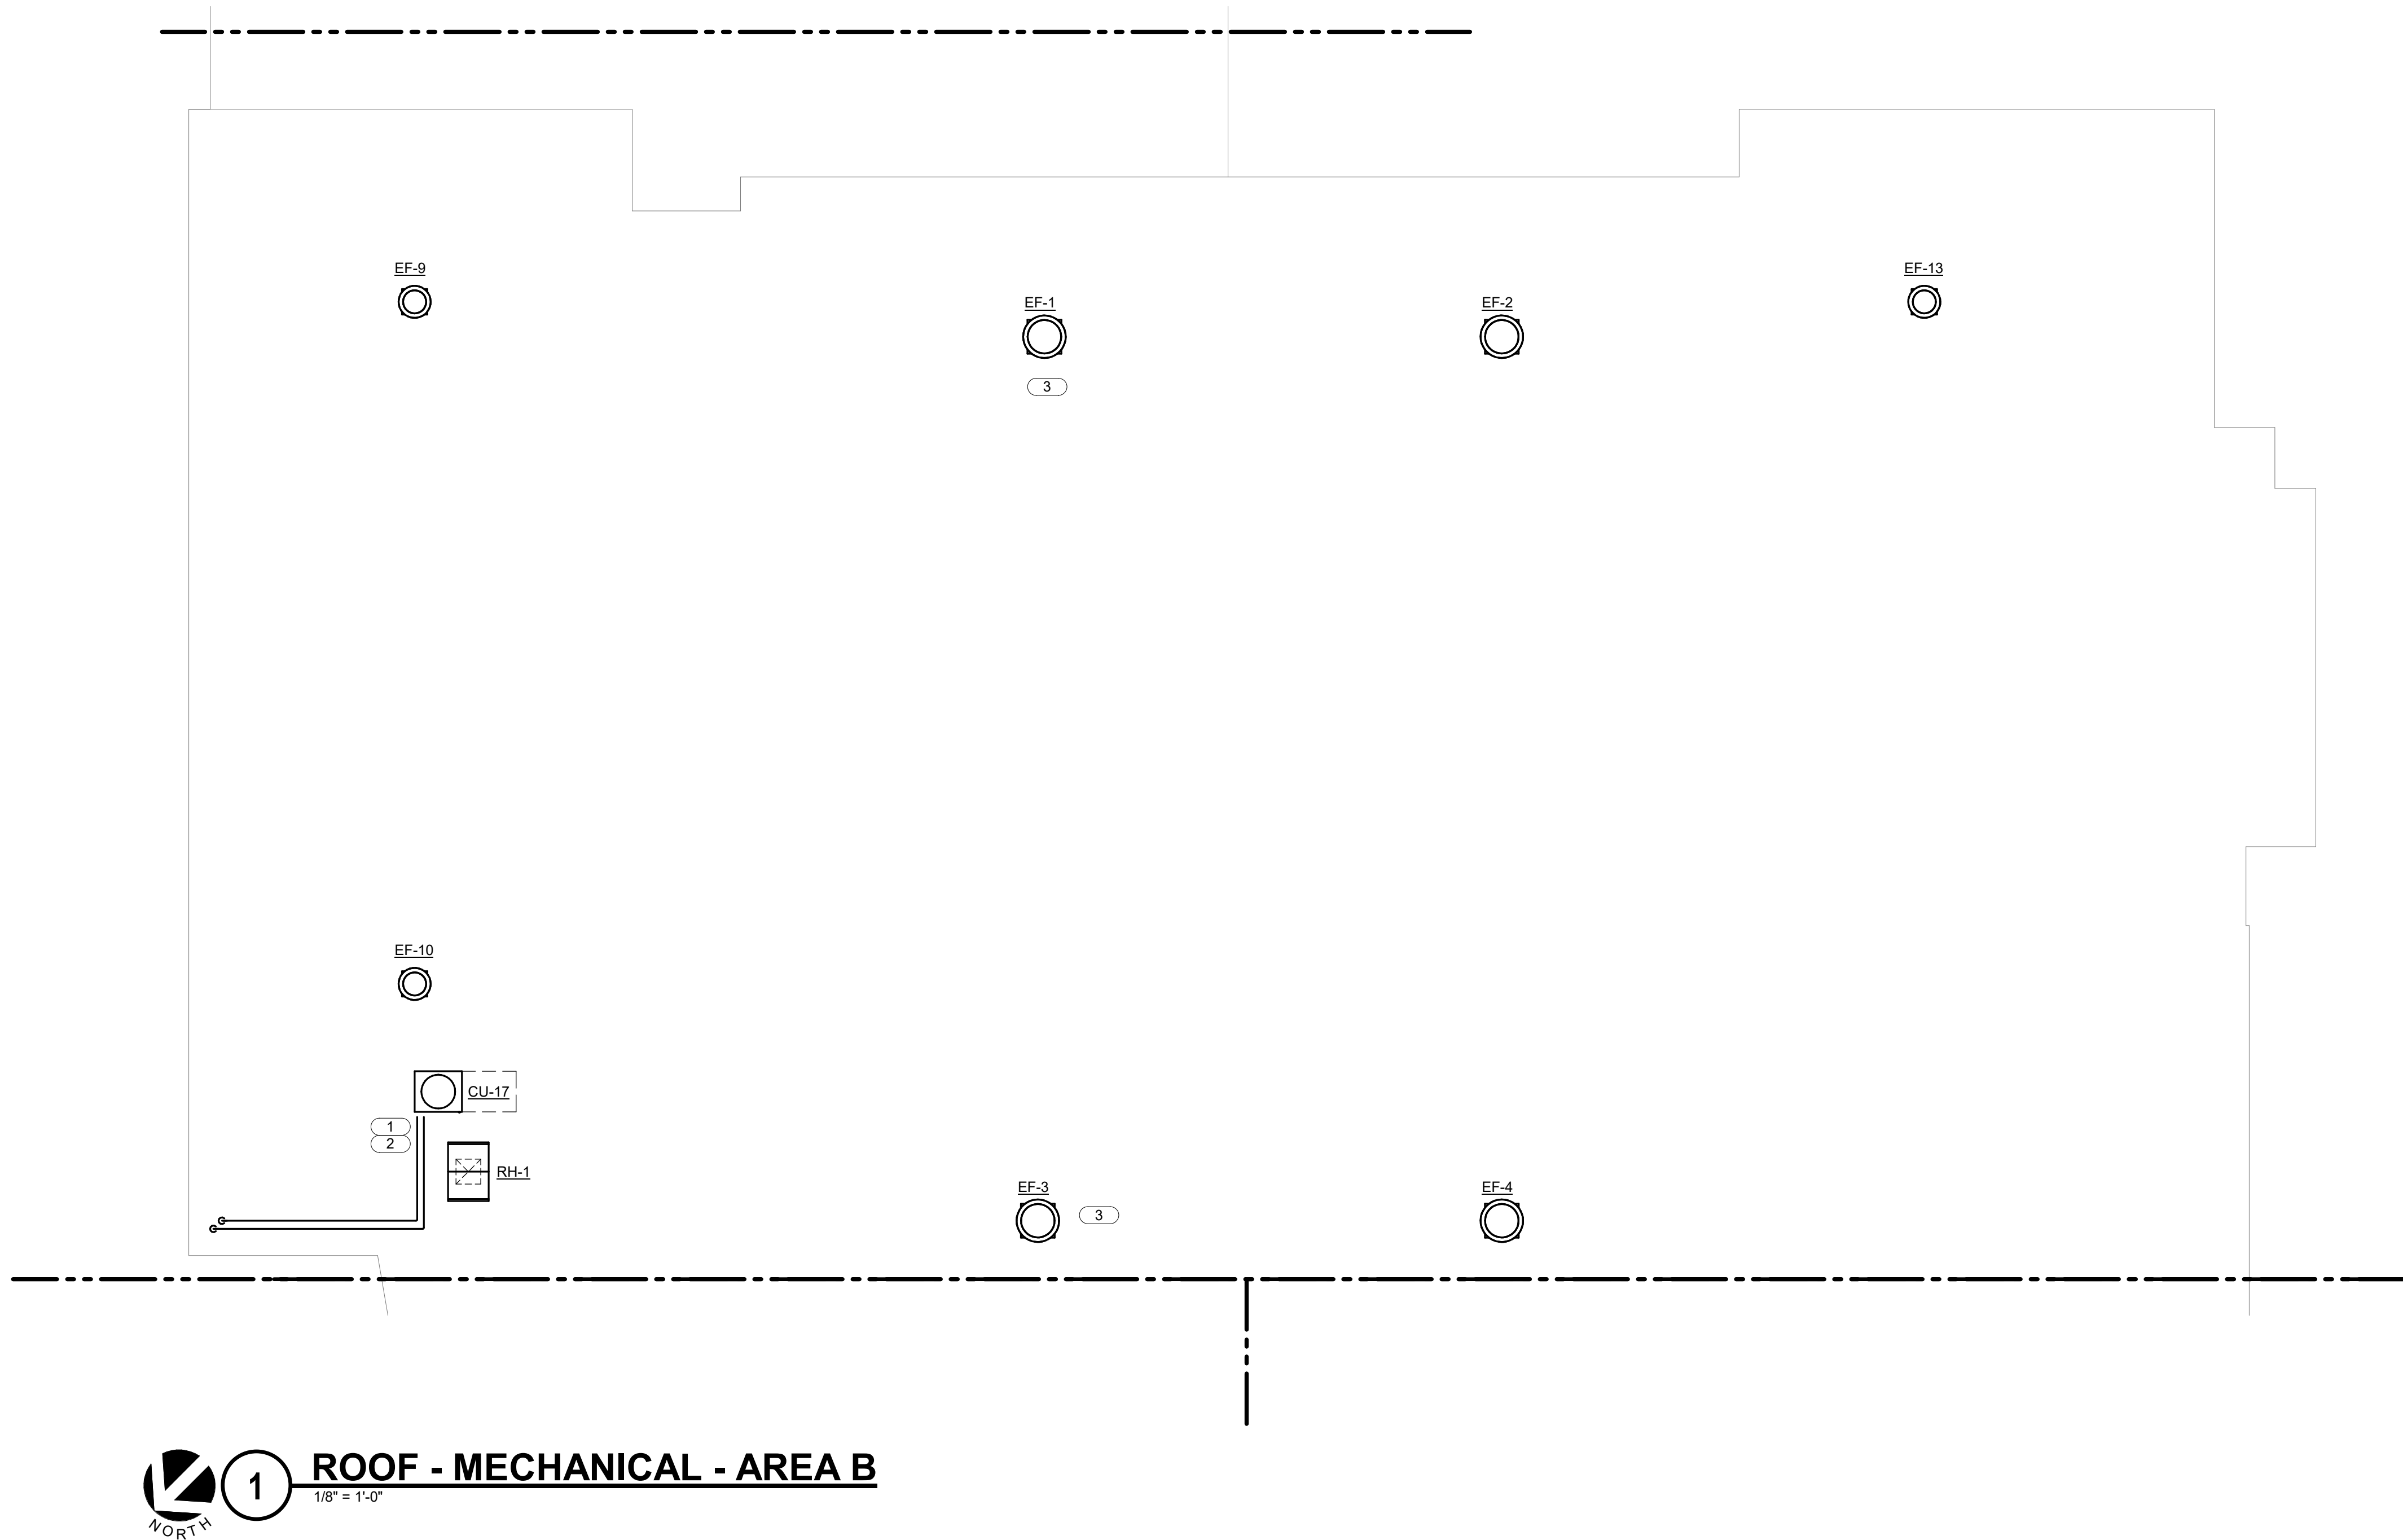 EF-9
EF-13
EF-1
EF-2
3
EF-10
CU-17
1
2
RH-1
EF-3
EF-4
3
1
ROOF - MECHANICAL - AREA B
1/8" = 1'-0"
NORTH